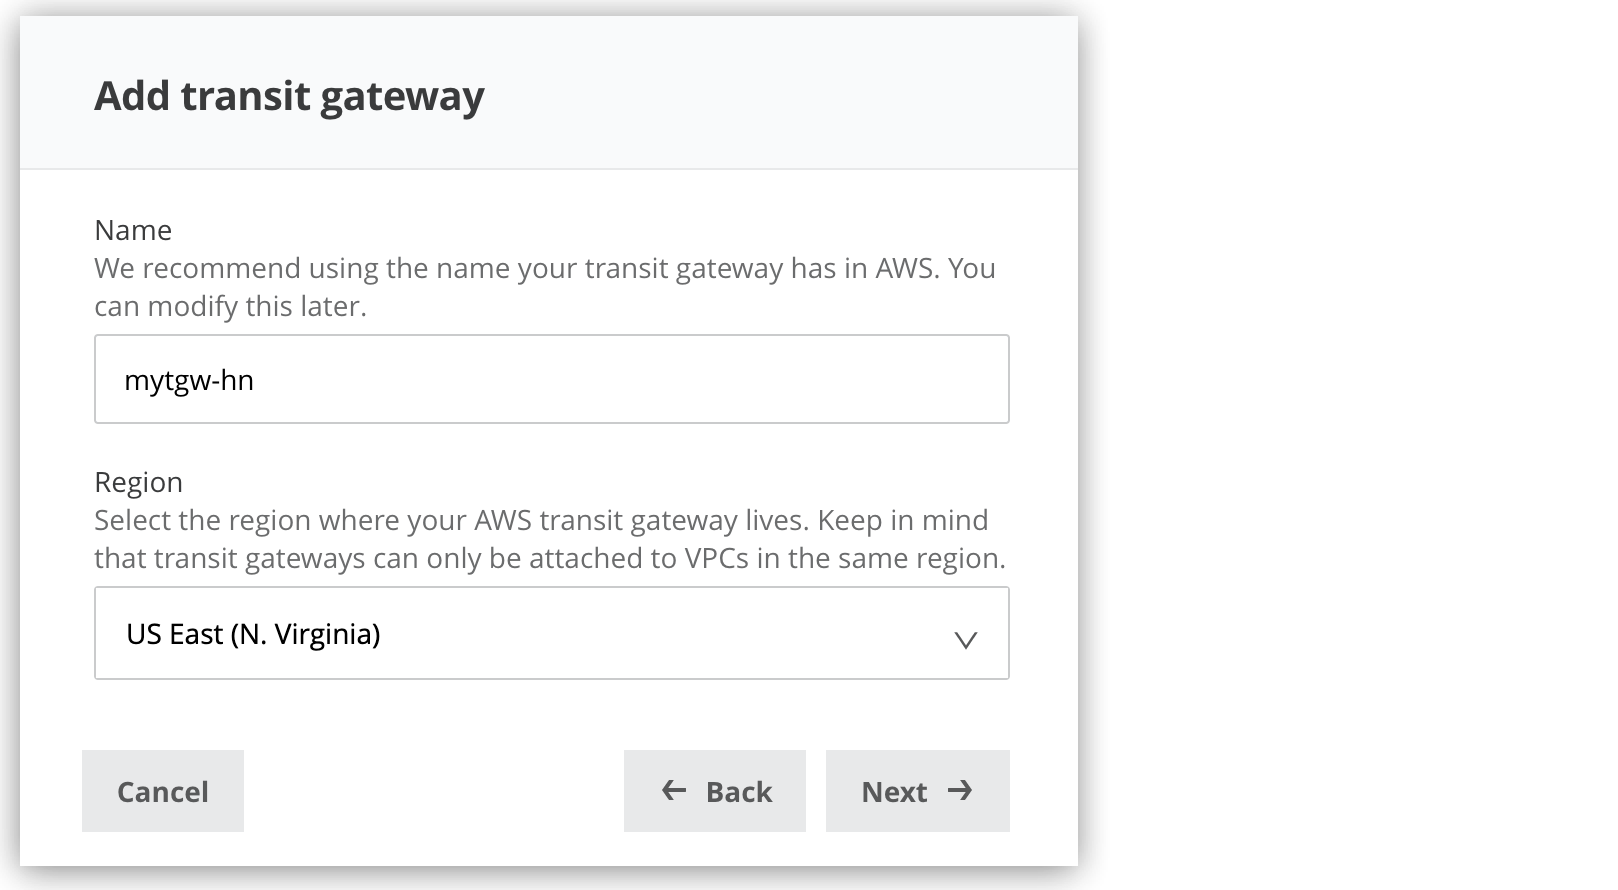 Add transit gateway
Name
We recommend using the name your transit gateway has in AWS. You
can modify this later.
mytgw-hn
Region
Select the region where your AWS transit gateway lives. Keep in mind
that transit gateways can only be attached to VPCs in the same region.
US East (N. Virginia)
Cancel
← Back
Next →